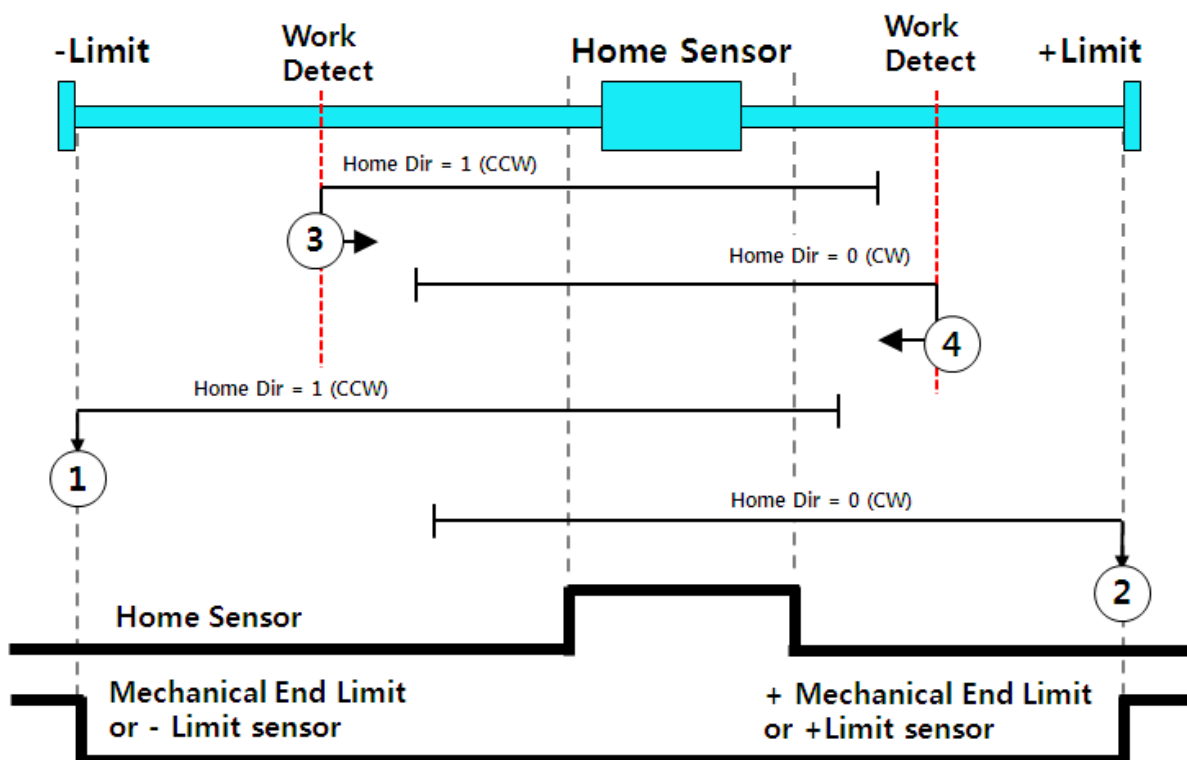 -Limit
Work
Detect
Home Sensor
Work
Detect
+Limit
Home Dir = 1 (CCW)
3
Home Dir = 0 (CW)
4
Home Dir = 1 (CCW)
1
Home Dir = 0 (CW)
2
Home Sensor
Mechanical End Limit
or - Limit sensor
+ Mechanical End Limit
or +Limit sensor